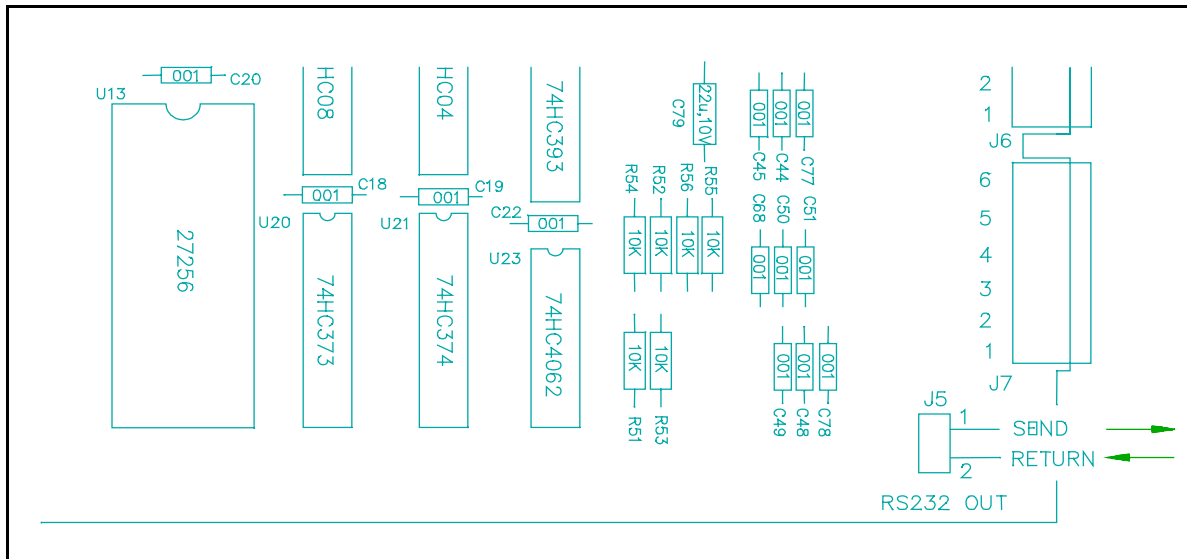 001
C20
U13
HC08
HC04
74HC393
22u,10V
C79
001
001
001
2
1
J6
C45
C44
C77
R54
R52
R56
R55
001
C18
001
C19
6
C68
C50
C51
U20
U21
C22
001
5
27256
U23
10K
10K
10K
10K
001
001
001
4
3
74HC373
74HC374
74HC4062
2
10K
10K
001
001
001
1
J7
R51
R53
C49
C48
C78
J5
1
SEND
2
RETURN
RS232 OUT